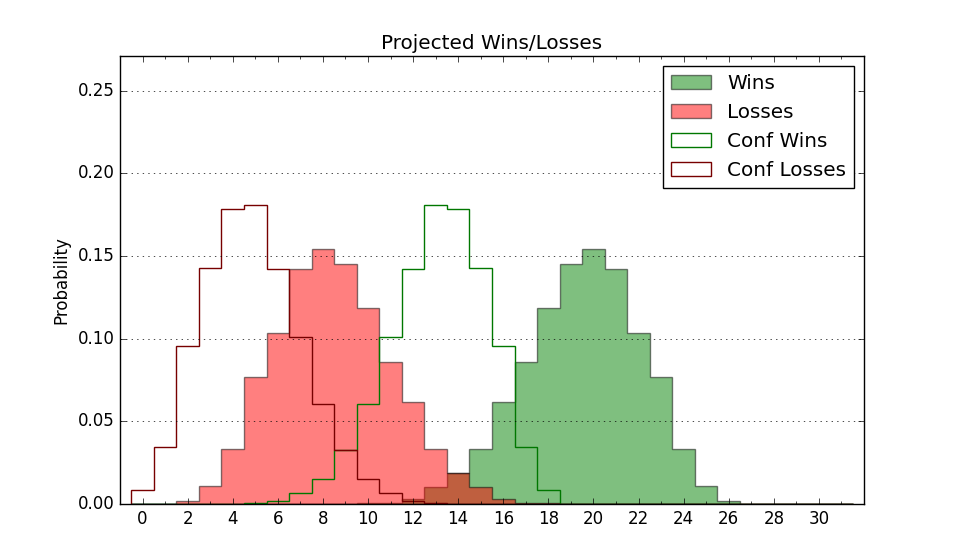 Projected Wins/Losses
Wins
Losses
Conf Wins
Conf Losses
Probability
0.25
0.20
0.15
0.10
0.05
0.00
0 2 4 6 8 10 12 14 16 18 20 22 24 26 28 30